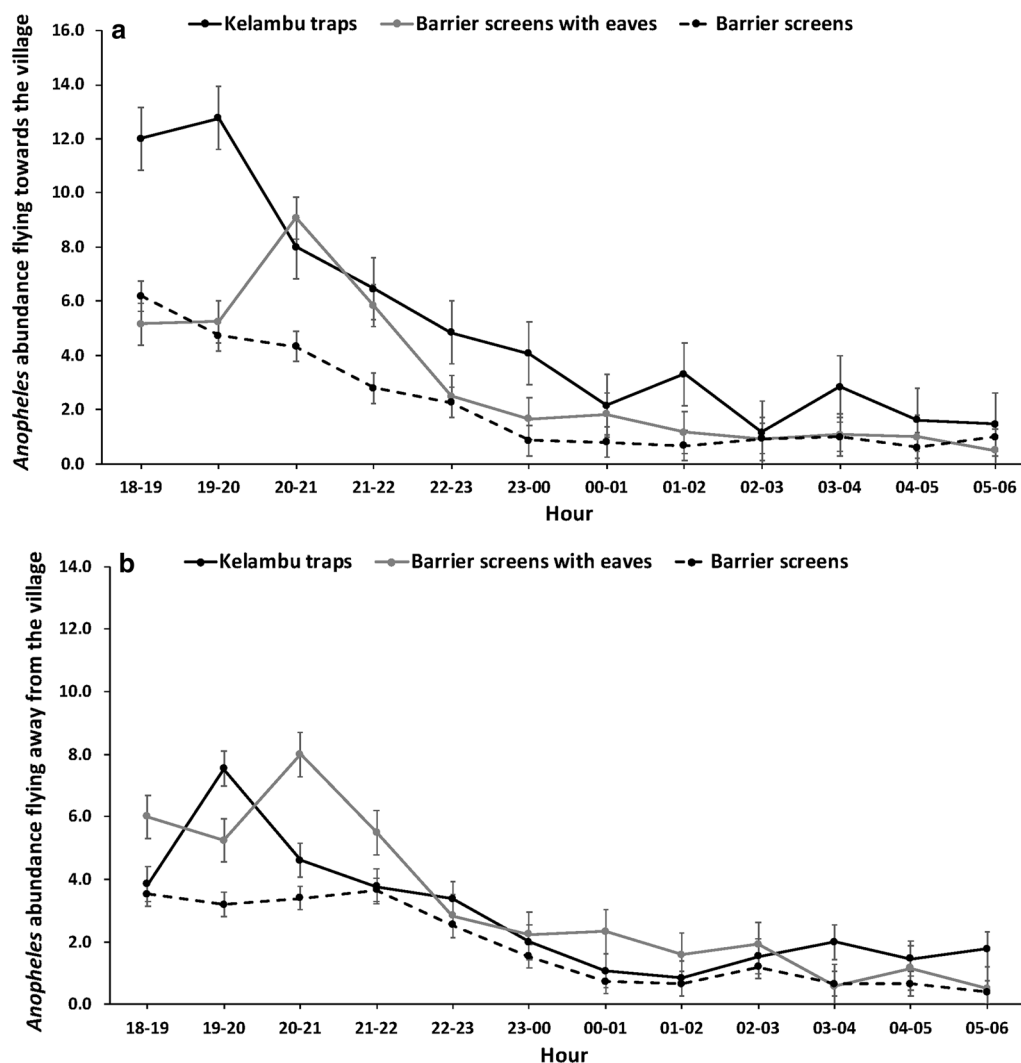 a
Kelambu traps Barrier screens with eaves Barrier screens
Anopheles abundance flying towards the village
16.0
14.0
12.0
10.0
8.0
6.0
4.0
2.0
0.0
18-19 19-20 20-21 21-22 22-23 23-00 00-01 01-02 02-03 03-04 04-05 05-06
Hour
b
Kelambu traps Barrier screens with eaves Barrier screens
Anopheles abundance flying away from the village
14.0
12.0
10.0
8.0
6.0
4.0
2.0
0.0
18-19 19-20 20-21 21-22 22-23 23-00 00-01 01-02 02-03 03-04 04-05 05-06
Hour